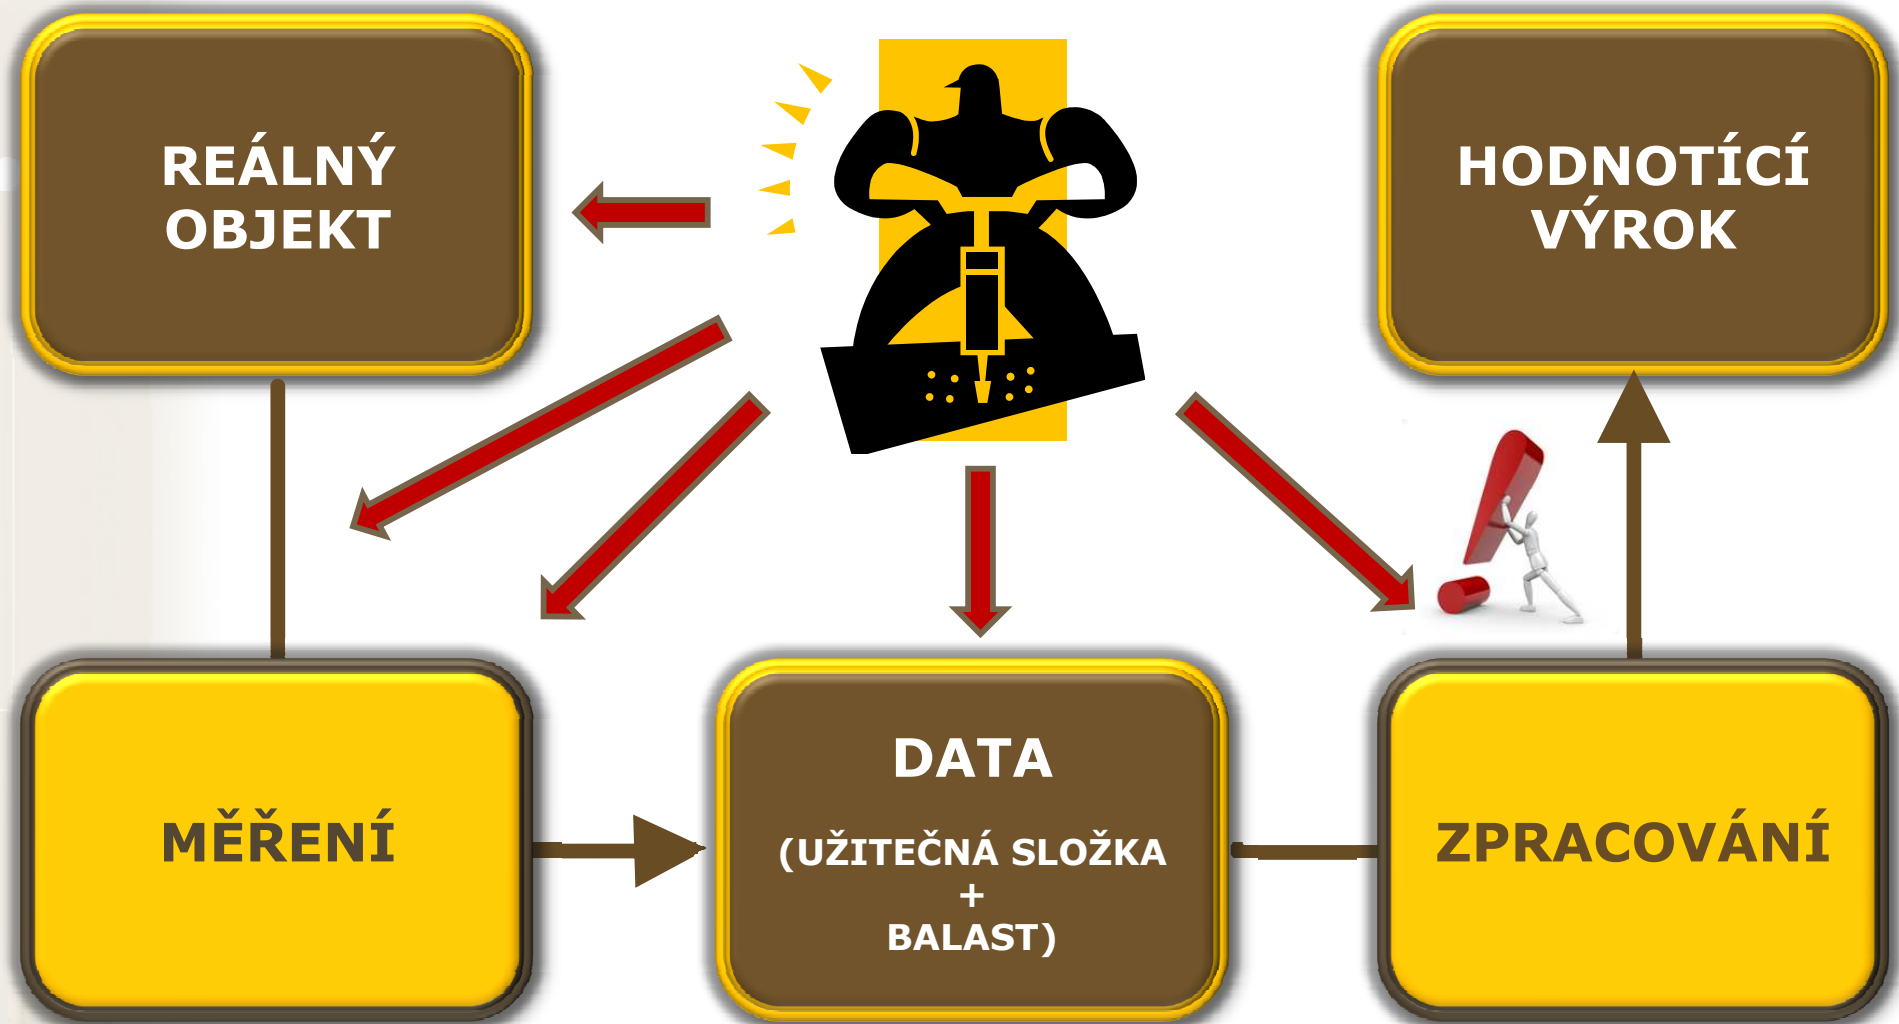 REÁLNÝ
OBJEKT
HODNOTÍCÍ
VÝROK
MĚŘENÍ
DATA
(UŽITEČNÁ SLOŽKA
+
BALAST)
ZPRACOVÁNÍ